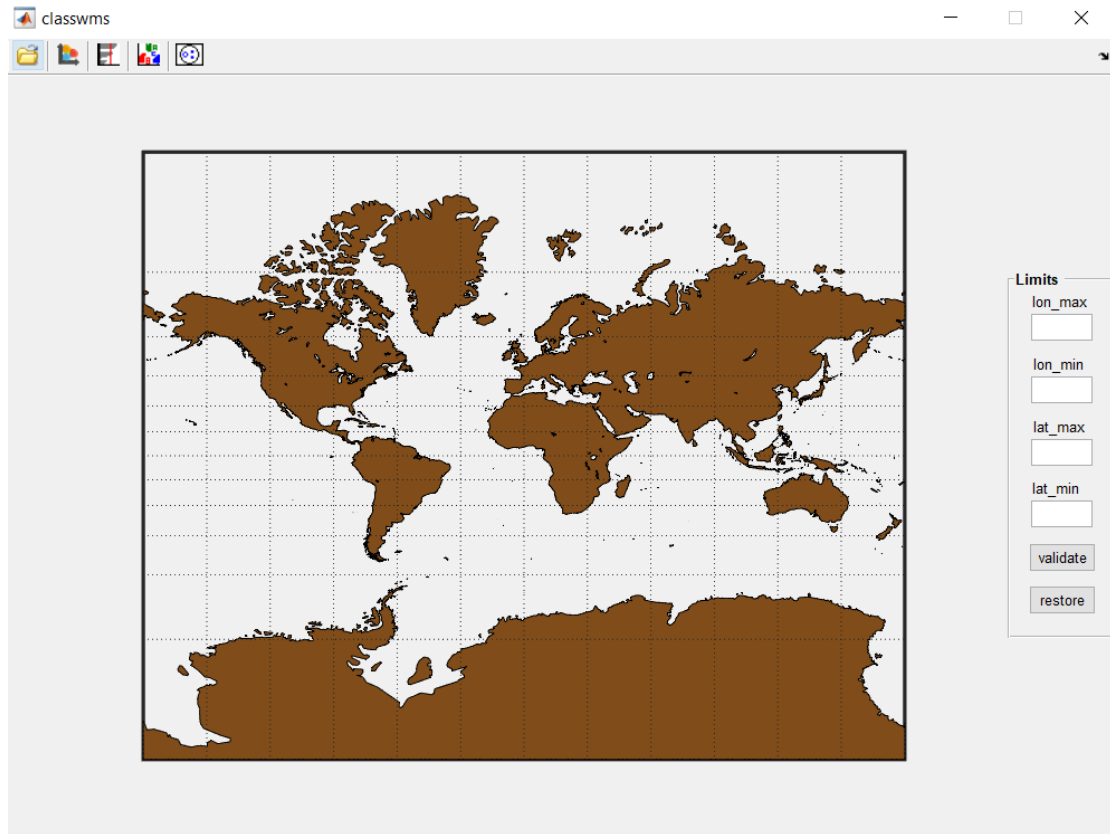 classwms
Limits
lon_max
lon_min
lat_max
lat_min
validate
restore